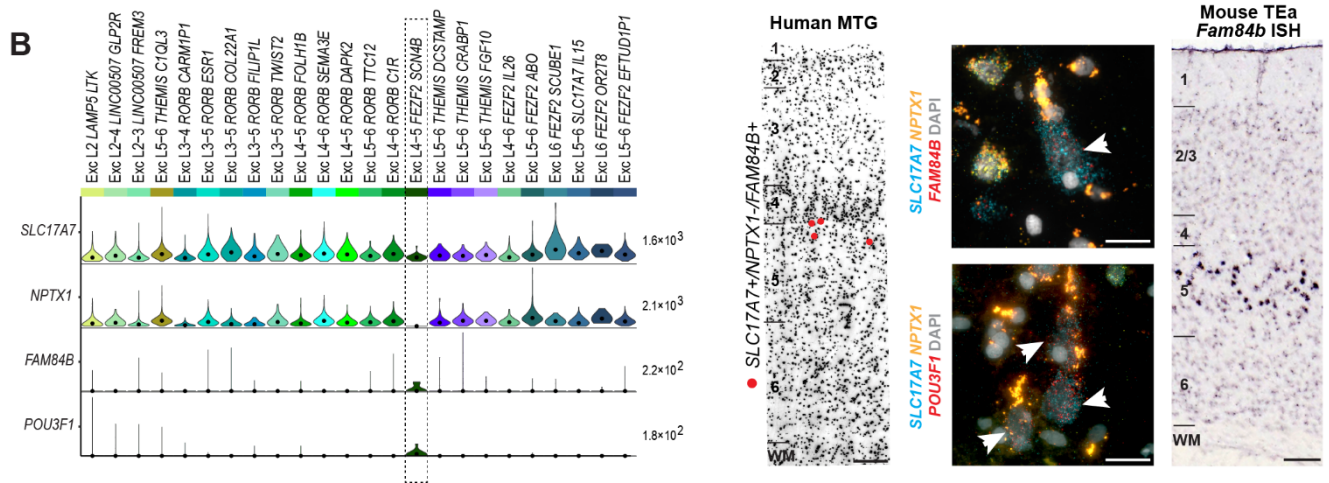 B
Exc L2 LAMP5 LTK
Exc L2–4 LINC00507 GLP2R
Exc L2–3 LINC00507 FREM3
Exc L5–6 THEMIS C1QL3
Exc L3–4 RORB CARM1P1
Exc L3–5 RORB ESR1
Exc L3–5 RORB COL22A1
Exc L3–5 RORB FILIP1L
Exc L3–5 RORB TWIST2
Exc L4–5 RORB FOLH1B
Exc L4–6 RORB SEMA3E
Exc L4–5 RORB DAPK2
Exc L5–6 RORB TTC12
Exc L4–6 RORB C1R
Exc L4–5 FEZF2 SCN4B
Exc L5–6 THEMIS DCSTAMP
Exc L5–6 THEMIS CRABP1
Exc L5–6 THEMIS FGF10
Exc L4–6 FEZF2 IL26
Exc L5–6 FEZF2 ABO
Exc L6 FEZF2 SCUBE1
Exc L5–6 SLC17A7 IL15
Exc L6 FEZF2 OR2T8
Exc L5–6 FEZF2 EFTUD1P1
SLC17A7
1.6×10³
NPTX1
2.1×10³
FAM84B
2.2×10²
POU3F1
1.8×10²
SLC17A7+/NPTX1-/FAM84B+
Human MTG
1
2
3
4
5
6
WM
SLC17A7 NPTX1
FAM84B DAPI
SLC17A7 NPTX1
POU3F1 DAPI
Mouse TEa
Fam84b ISH
1
2/3
4
5
6
WM